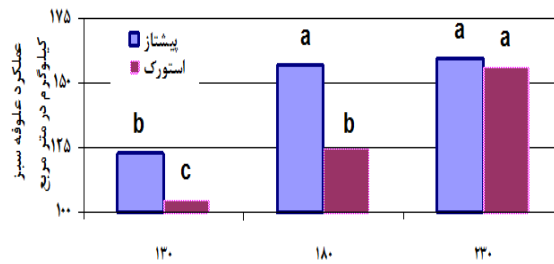 عملکرد علوفه سبز
کیلوگرم در متر مربع
۱۷۵
۱۵۰
۱۲۵
۱۰۰
پیشتاز
استورک
b
c
a
b
a
a
۱۳۰
۱۸۰
۲۳۰